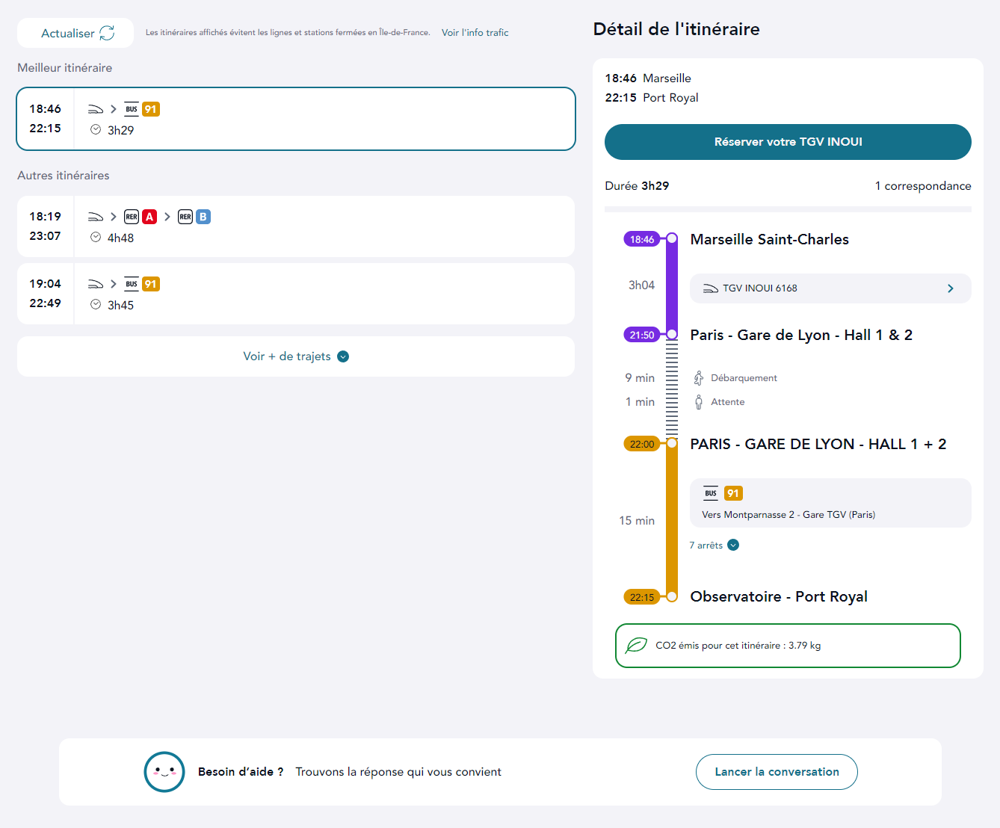 Actualiser
Les itinéraires affichés évitent les lignes et stations fermées en Île-de-France. Voir l'info trafic
Meilleur itinéraire
18:46
22:15
BUS 91
3h29
Autres itinéraires
18:19
23:07
RER A RER B
4h48
19:04
22:49
BUS 91
3h45
Voir + de trajets
Détail de l'itinéraire
18:46 Marseille
22:15 Port Royal
Réserver votre TGV INOUI
Durée 3h29 1 correspondance
18:46 Marseille Saint-Charles
3h04 TGV INOUI 6168
21:50 Paris - Gare de Lyon - Hall 1 & 2
9 min Débarquement
1 min Attente
22:00 PARIS - GARE DE LYON - HALL 1 + 2
BUS 91
Vers Montparnasse 2 - Gare TGV (Paris)
15 min
7 arrêts
22:15 Observatoire - Port Royal
CO2 émis pour cet itinéraire : 3.79 kg
Besoin d’aide ? Trouvons la réponse qui vous convient
Lancer la conversation